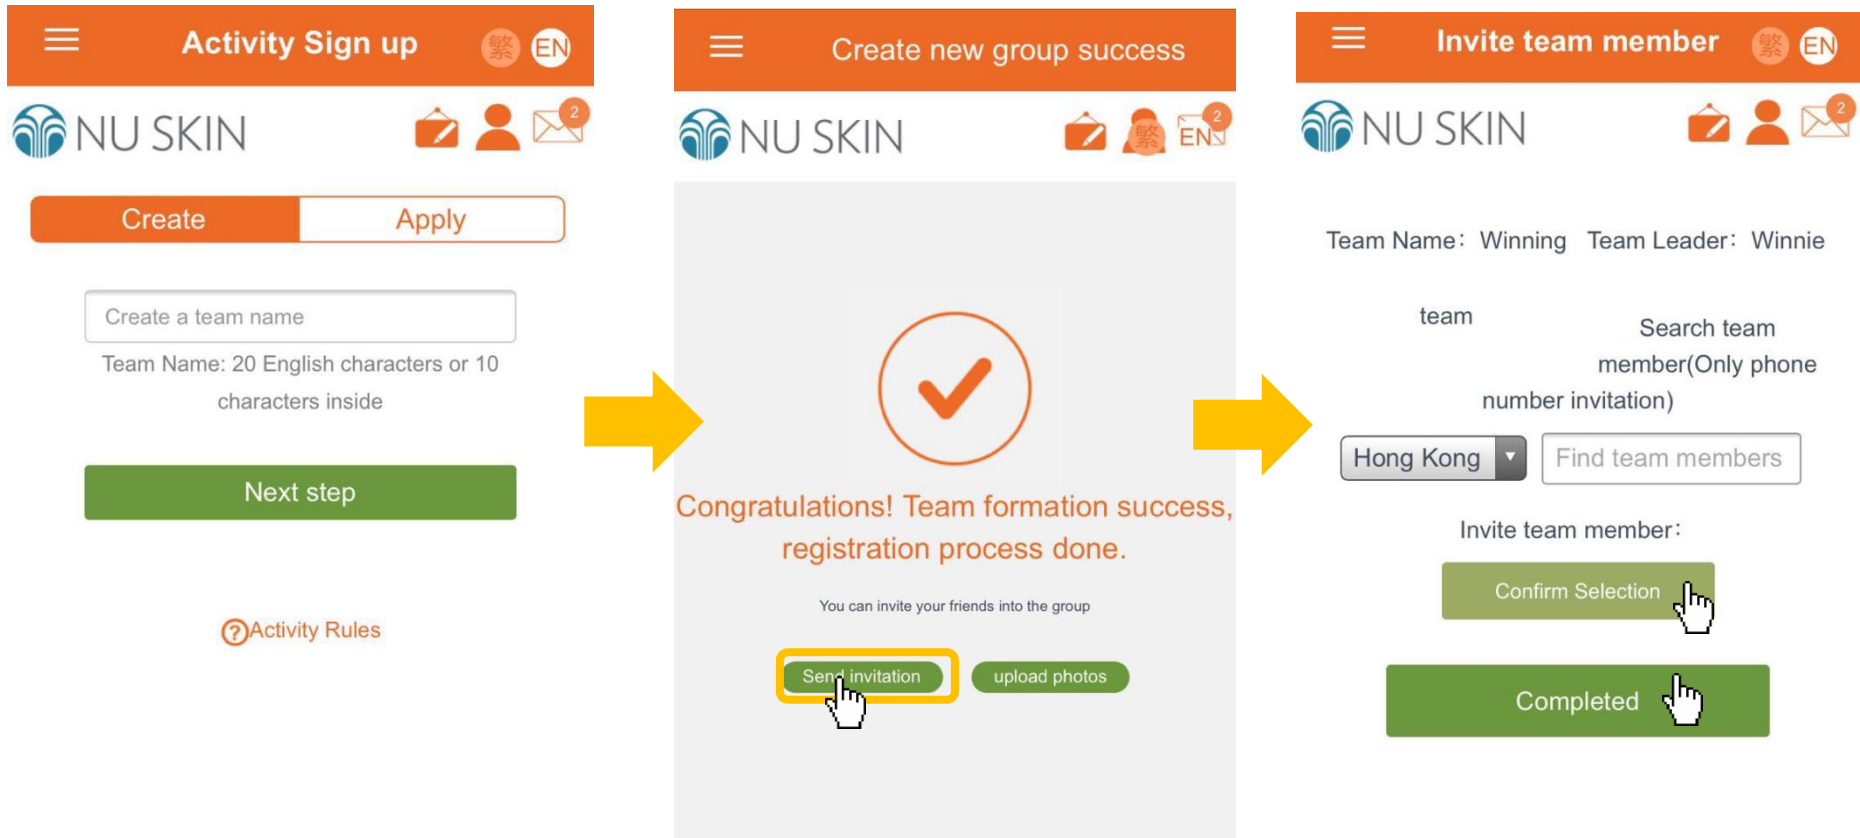 Activity Sign up
繁 EN
NU SKIN
2
Create
Apply
Create a team name
Team Name: 20 English characters or 10
characters inside
Next step
?Activity Rules
Create new group success
NU SKIN
繁 EN
2
Congratulations! Team formation success,
registration process done.
You can invite your friends into the group
Send invitation
upload photos
Invite team member
繁 EN
NU SKIN
2
Team Name：Winning Team Leader：Winnie
team
Search team
member(Only phone
number invitation)
Hong Kong
Find team members
Invite team member：
Confirm Selection
Completed